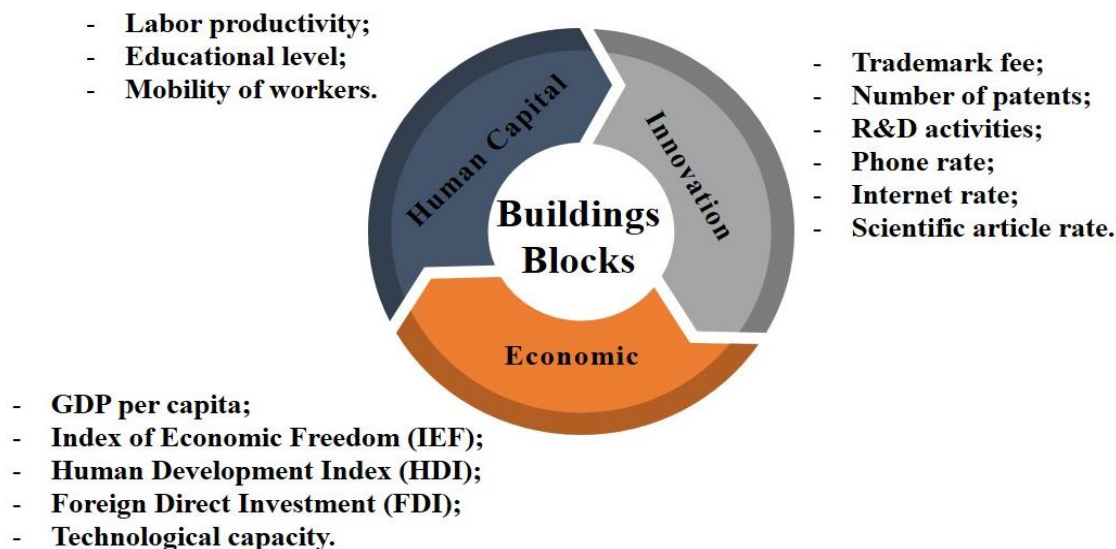 - Labor productivity;
- Educational level;
- Mobility of workers.
Human Capital
Innovation
- Trademark fee;
- Number of patents;
- R&D activities;
- Phone rate;
- Internet rate;
- Scientific article rate.
Buildings
Blocks
Economic
- GDP per capita;
- Index of Economic Freedom (IEF);
- Human Development Index (HDI);
- Foreign Direct Investment (FDI);
- Technological capacity.